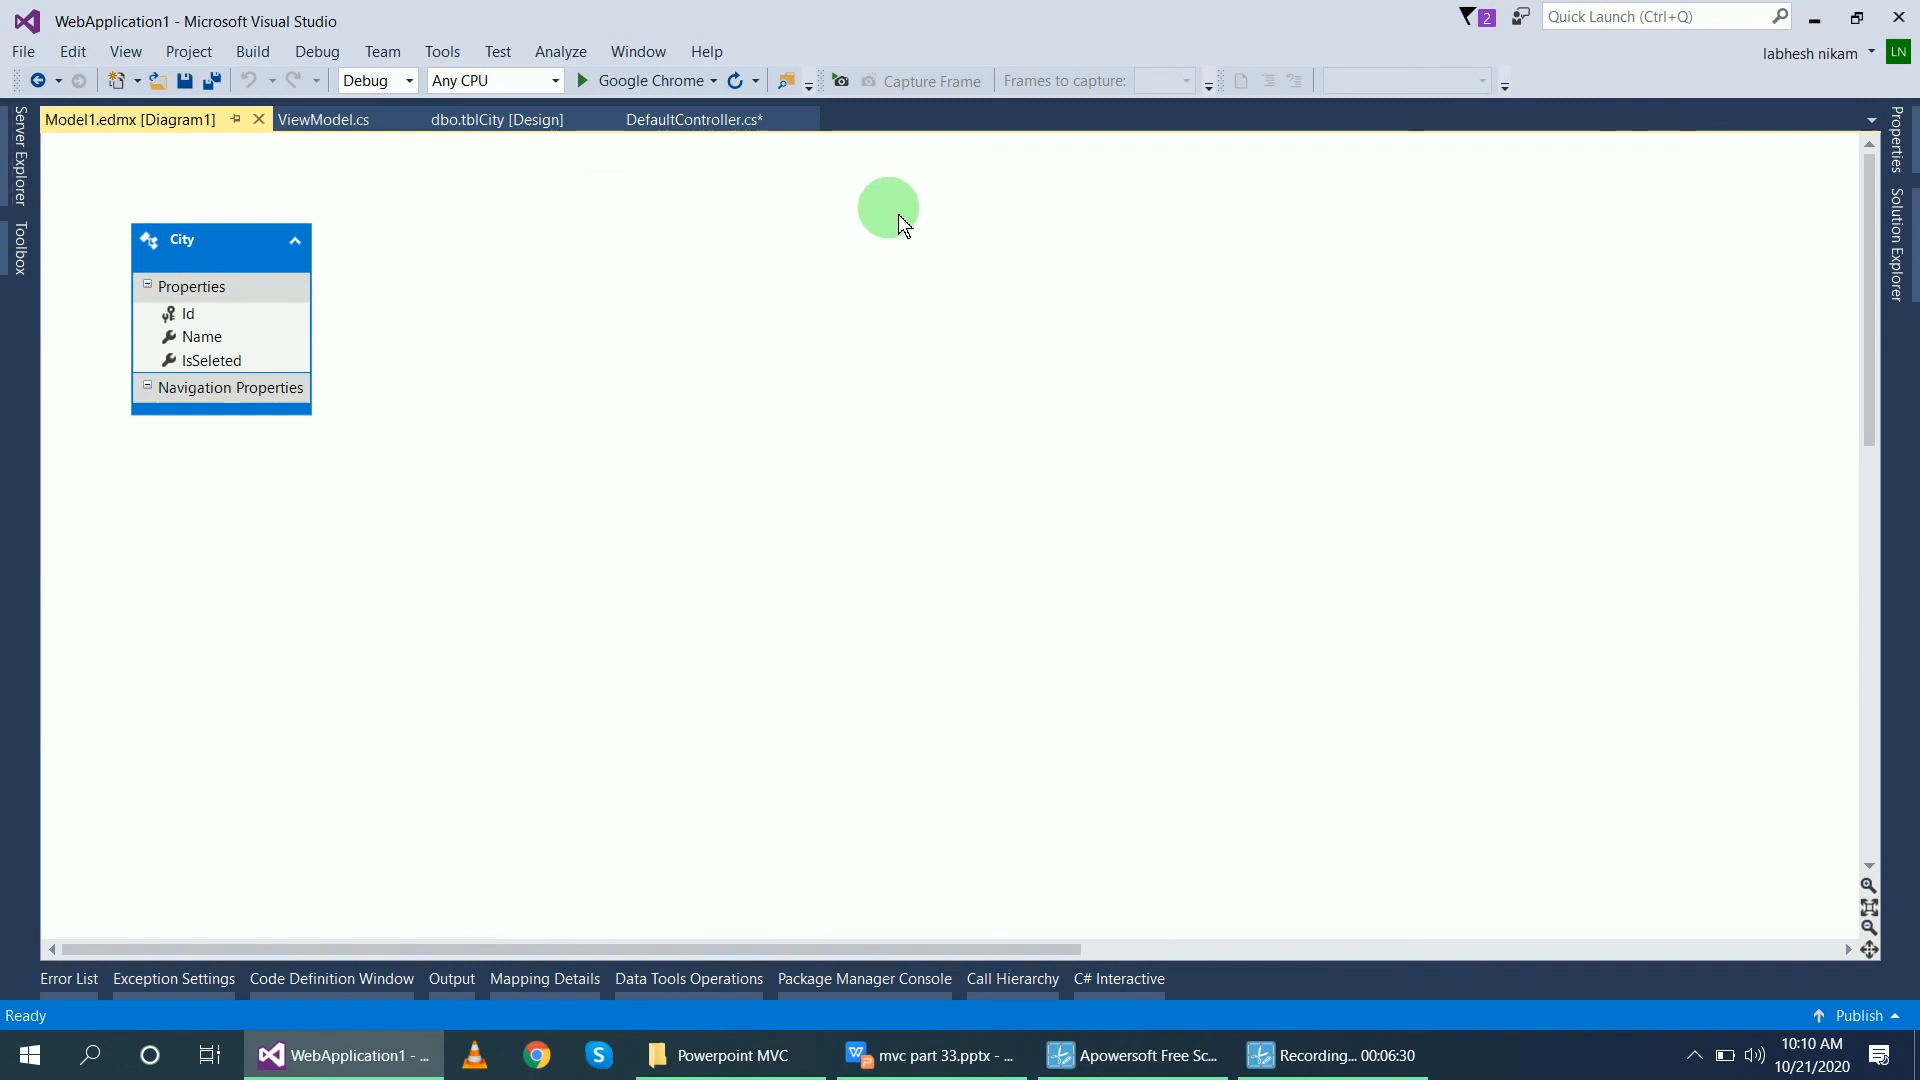 WebApplication1 - Microsoft Visual Studio
2
Quick Launch (Ctrl+Q)
File Edit View Project Build Debug Team Tools Test Analyze Window Help
labhesh nikam LN
Debug Any CPU Google Chrome Capture Frame Frames to capture:
Model1.edmx [Diagram1] ViewModel.cs dbo.tblCity [Design] DefaultController.cs*
Server Explorer
Toolbox
Properties
Solution Explorer
City
Properties
Id
Name
IsSeleted
Navigation Properties
Error List Exception Settings Code Definition Window Output Mapping Details Data Tools Operations Package Manager Console Call Hierarchy C# Interactive
Ready
Publish
WebApplication1 - ... Powerpoint MVC mvc part 33.pptx - ... Apowersoft Free Sc... Recording... 00:06:30
10:10 AM
10/21/2020